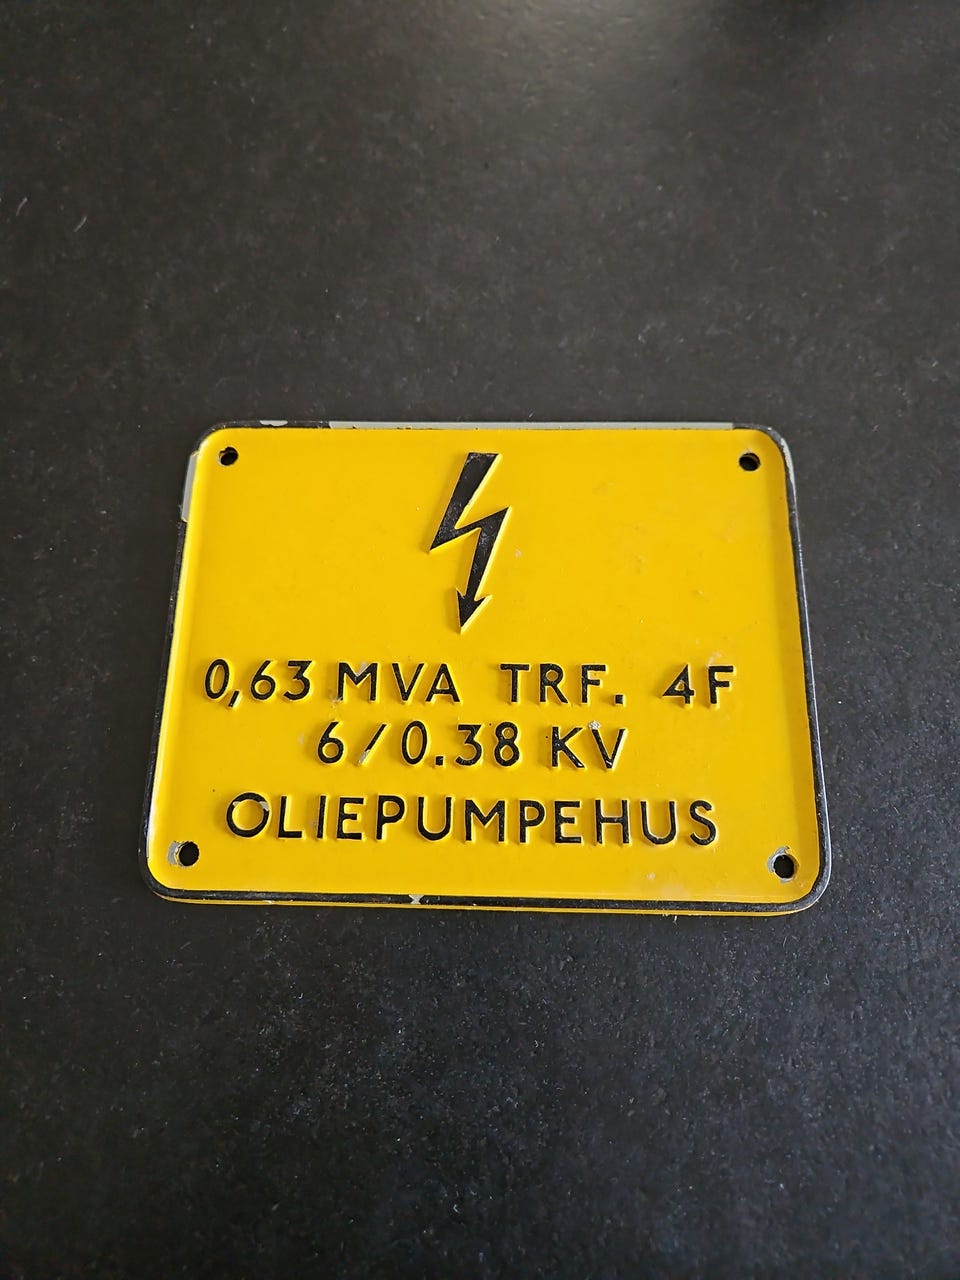 0,63 MVA TRF. 4F
6/0.38 KV
OLIEPUMPEHUS